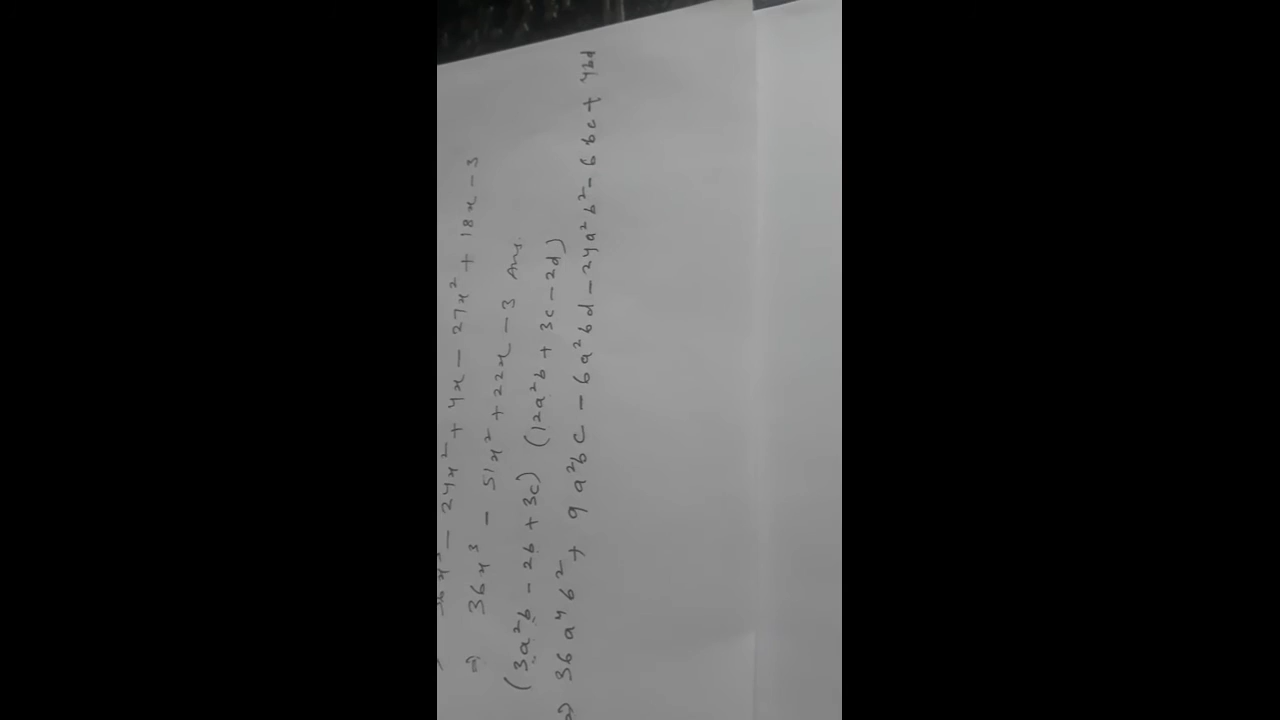 36x³ - 24x² + 4x - 27x² + 18x - 3
⇒ 36x³ - 51x² + 22x - 3 Ans.
(3a²b - 2b + 3c) (12a²b + 3c - 2d)
⇒ 36a⁴b² + 9a²bc - 6a²bd - 24a²b² - 6bc + 4bd